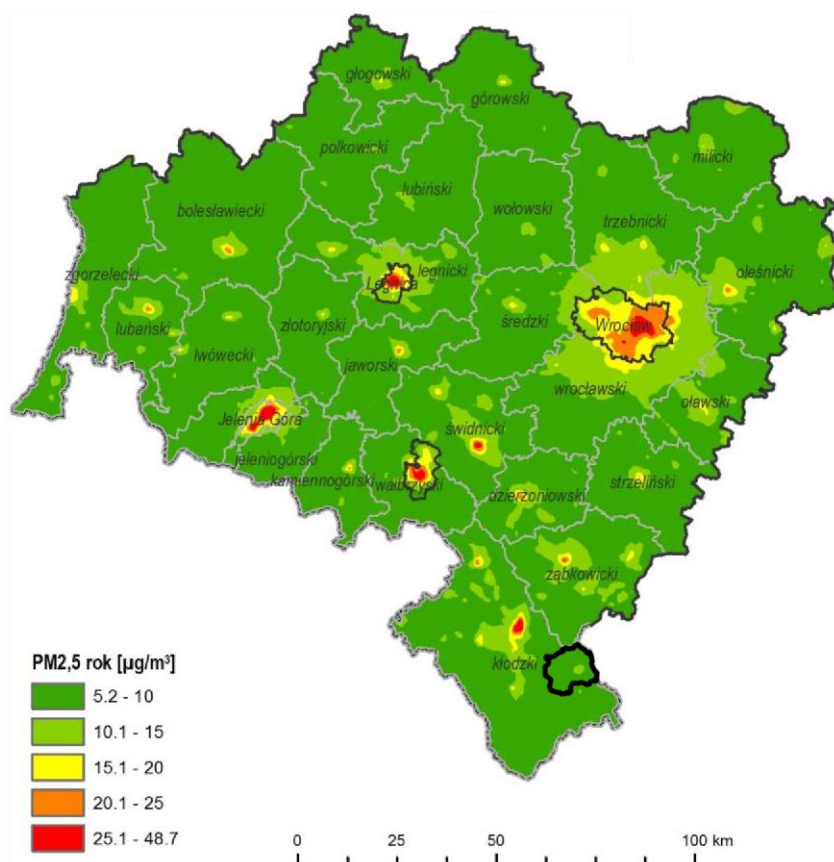 głogowski
górowski
polkowicki
milicki
lubiński
bolesławiecki
wołowski
trzebnicki
zgorzelecki
legnicki
Legnica
oleśnicki
lubański
złotoryjski
średzki
Wrocław
lwówecki
jaworski
wrocławski
oławski
Jelenia Góra
świdnicki
jeleniogórski
kamiennogórski
wałbrzyski
dzierżoniowski
strzeliński
ząbkowicki
kłodzki
PM2,5 rok [µg/m³]
5.2 - 10
10.1 - 15
15.1 - 20
20.1 - 25
25.1 - 48.7
0 25 50 100 km